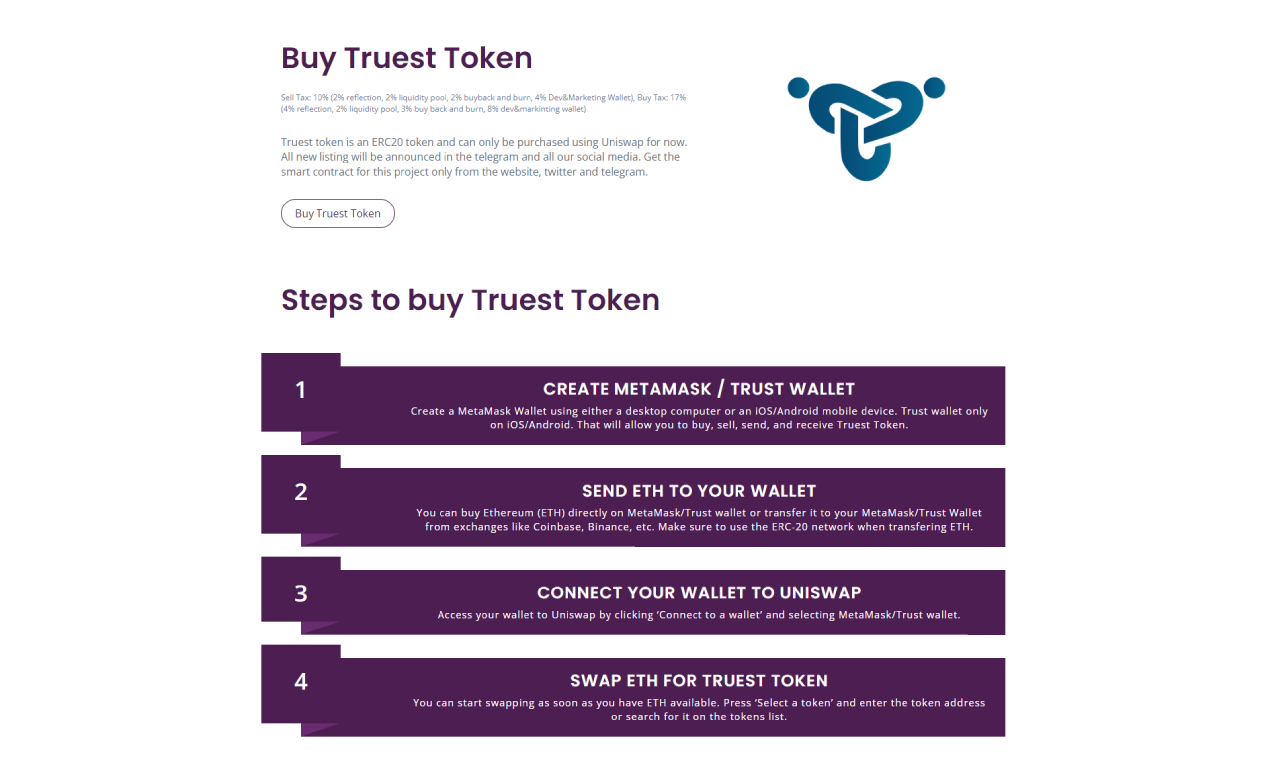 Buy Truest Token
Sell Tax: 10% (2% reflection, 2% liquidity pool, 2% buyback and burn, 4% Dev&Marketing Wallet), Buy Tax: 17%
(4% reflection, 2% liquidity pool, 3% buy back and burn, 8% dev&markinting wallet)
Truest token is an ERC20 token and can only be purchased using Uniswap for now.
All new listing will be announced in the telegram and all our social media. Get the
smart contract for this project only from the website, twitter and telegram.
Buy Truest Token
Steps to buy Truest Token
1
CREATE METAMASK / TRUST WALLET
Create a MetaMask Wallet using either a desktop computer or an iOS/Android mobile device. Trust wallet only
on iOS/Android. That will allow you to buy, sell, send, and receive Truest Token.
2
SEND ETH TO YOUR WALLET
You can buy Ethereum (ETH) directly on MetaMask/Trust wallet or transfer it to your MetaMask/Trust Wallet
from exchanges like Coinbase, Binance, etc. Make sure to use the ERC-20 network when transfering ETH.
3
CONNECT YOUR WALLET TO UNISWAP
Access your wallet to Uniswap by clicking ‘Connect to a wallet’ and selecting MetaMask/Trust wallet.
4
SWAP ETH FOR TRUEST TOKEN
You can start swapping as soon as you have ETH available. Press ‘Select a token’ and enter the token address
or search for it on the tokens list.